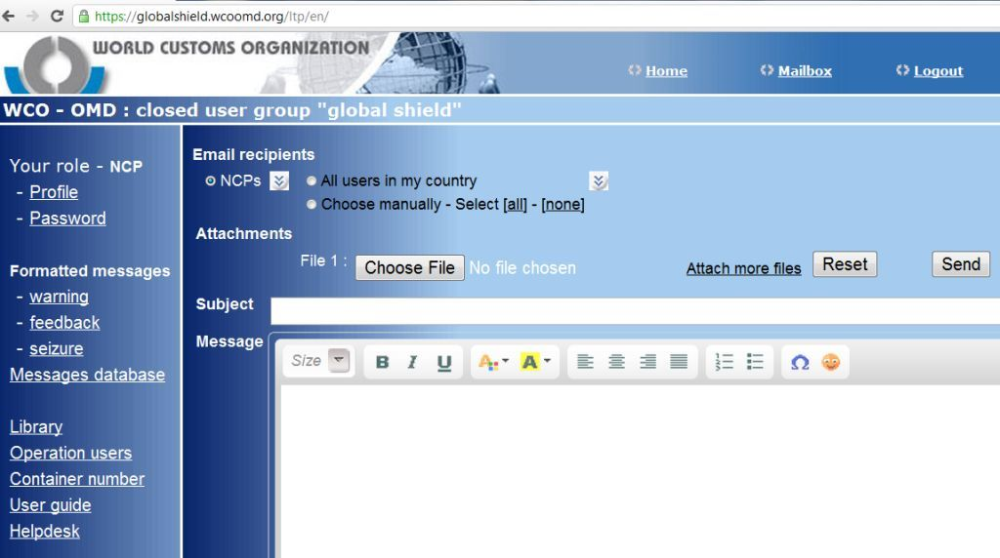 https://globalshield.wcoomd.org/ltp/en/
WORLD CUSTOMS ORGANIZATION
Home Mailbox Logout
WCO - OMD : closed user group "global shield"
Your role - NCP
- Profile
- Password
Formatted messages
- warning
- feedback
- seizure
Messages database
Library
Operation users
Container number
User guide
Helpdesk
Email recipients
NCPs All users in my country
Choose manually - Select [all] - [none]
Attachments
File 1 : Choose File No file chosen Attach more files Reset Send
Subject
Message
Size B I U A A Ω